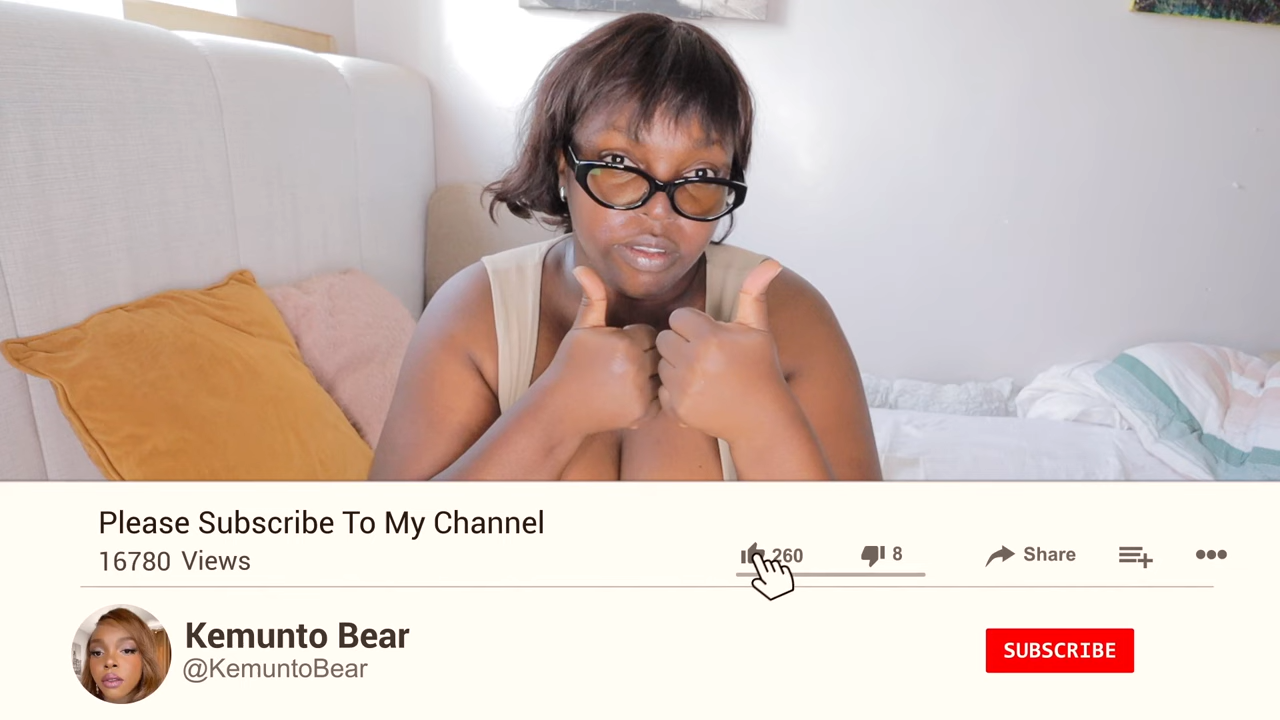 Please Subscribe To My Channel
16780 Views
260
8
Share
Kemunto Bear
@KemuntoBear
SUBSCRIBE